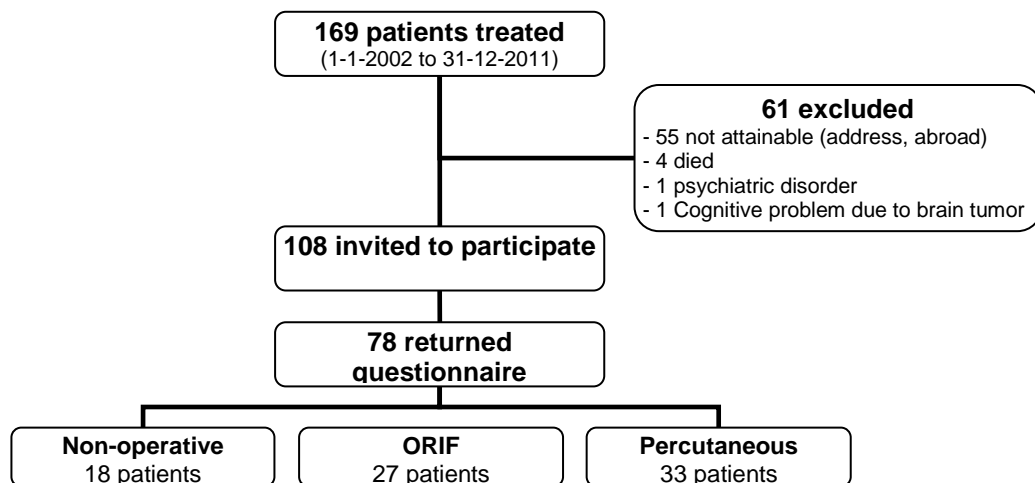 169 patients treated
(1-1-2002 to 31-12-2011)
61 excluded
- 55 not attainable (address, abroad)
- 4 died
- 1 psychiatric disorder
- 1 Cognitive problem due to brain tumor
108 invited to participate
78 returned
questionnaire
Non-operative
18 patients
ORIF
27 patients
Percutaneous
33 patients